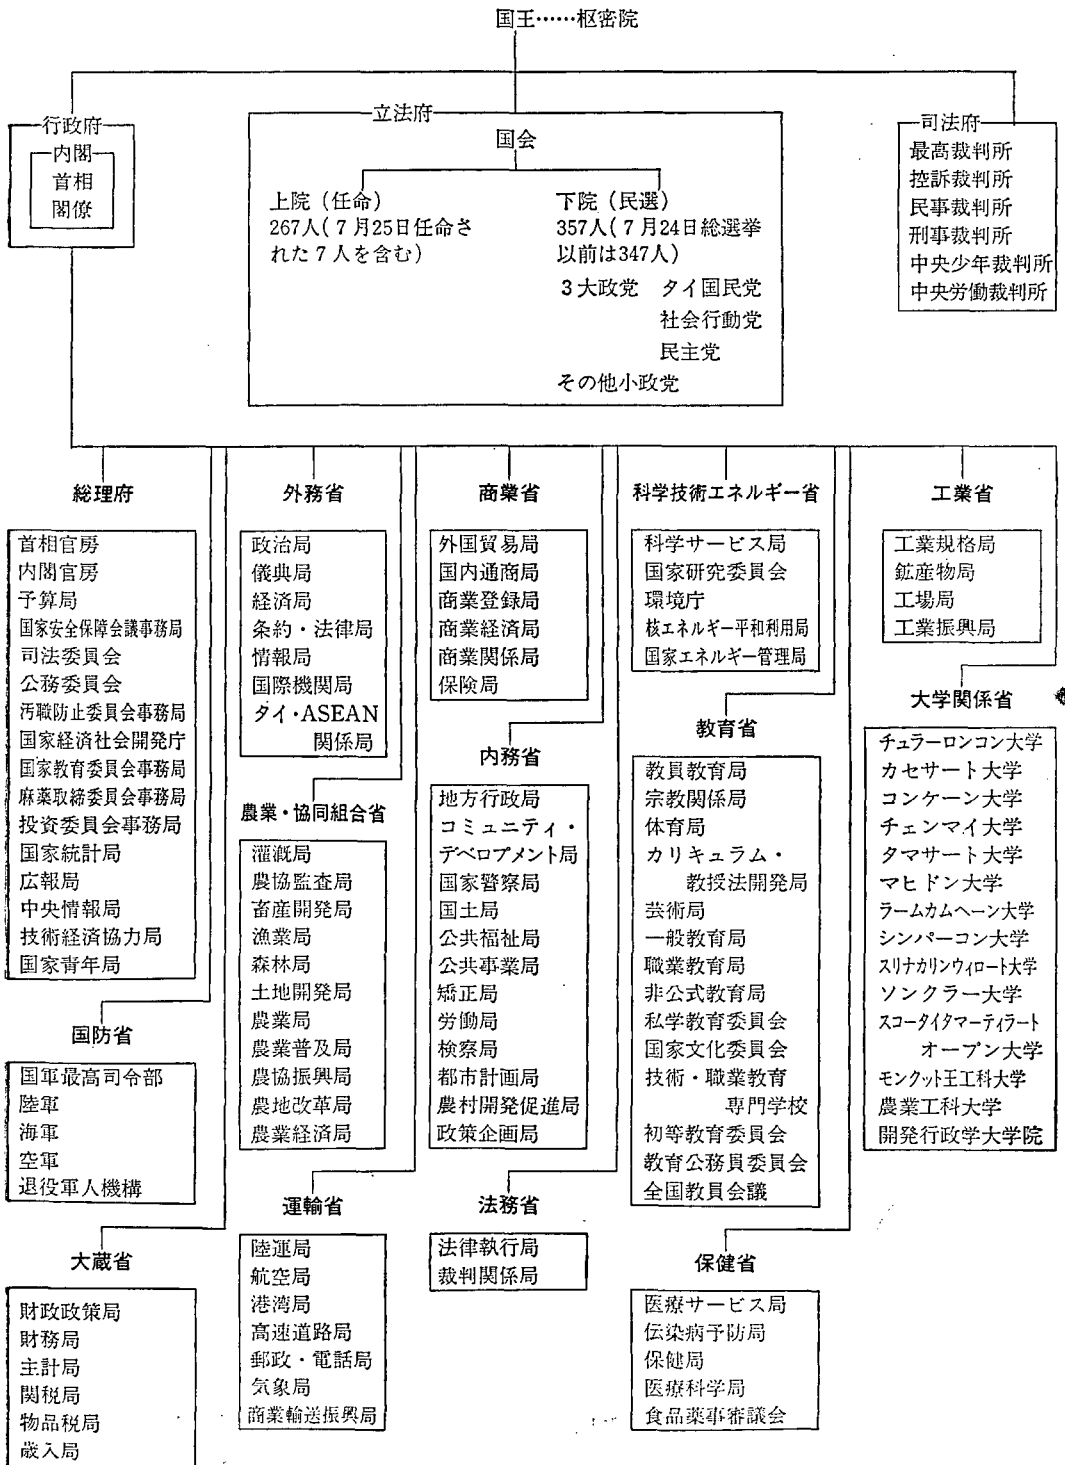 国王……枢密院
行政府
内閣
首相
閣僚
立法府
国会
上院（任命）
267人(７月25日任命さ
れた７人を含む)
下院（民選）
357人(７月24日総選挙
以前は347人)
３大政党　タイ国民党
社会行動党
民主党
その他小政党
司法府
最高裁判所
控訴裁判所
民事裁判所
刑事裁判所
中央少年裁判所
中央労働裁判所
総理府
首相官房
内閣官房
予算局
国家安全保障会議事務局
司法委員会
公務委員会
汚職防止委員会事務局
国家経済社会開発庁
国家教育委員会事務局
麻薬取締委員会事務局
投資委員会事務局
国家統計局
広報局
中央情報局
技術経済協力局
国家青年局
国防省
国軍最高司令部
陸軍
海軍
空軍
退役軍人機構
大蔵省
財政政策局
財務局
主計局
関税局
物品税局
歳入局
外務省
政治局
儀典局
経済局
条約・法律局
情報局
国際機関局
タイ・ASEAN
関係局
農業・協同組合省
灌漑局
農協監査局
畜産開発局
漁業局
森林局
土地開発局
農業局
農業普及局
農協振興局
農地改革局
農業経済局
運輸省
陸運局
航空局
港湾局
高速道路局
郵政・電話局
気象局
商業輸送振興局
商業省
外国貿易局
国内通商局
商業登録局
商業経済局
商業関係局
保険局
内務省
地方行政局
コミュニティ・
デベロプメント局
国家警察局
国土局
公共福祉局
公共事業局
矯正局
労働局
検察局
都市計画局
農村開発促進局
政策企画局
法務省
法律執行局
裁判関係局
科学技術エネルギー省
科学サービス局
国家研究委員会
環境庁
核エネルギー平和利用局
国家エネルギー管理局
教育省
教員教育局
宗教関係局
体育局
カリキュラム・
教授法開発局
芸術局
一般教育局
職業教育局
非公式教育局
私学教育委員会
国家文化委員会
技術・職業教育
専門学校
初等教育委員会
教育公務員委員会
全国教員会議
保健省
医療サービス局
伝染病予防局
保健局
医療科学局
食品薬事審議会
工業省
工業規格局
鉱産物局
工場局
工業振興局
大学関係省
チュラーロンコン大学
カセサート大学
コンケーン大学
チェンマイ大学
タマサート大学
マヒドン大学
ラームカムヘーン大学
シンパーコン大学
スリナカリンウィロート大学
ソンクラー大学
スコータイタマーティラート
オープン大学
モンクット王工科大学
農業工科大学
開発行政学大学院